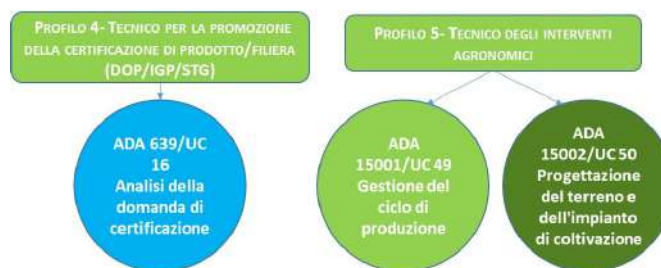 PROFILO 4- TECNICO PER LA PROMOZIONE
DELLA CERTIFICAZIONE DI PRODOTTO/FILIERA
(DOP/IGP/STG)
PROFILO 5- TECNICO DEGLI INTERVENTI
AGRONOMICI
ADA 639/UC
16
Analisi della
domanda di
certificazione
ADA
15001/UC 49
Gestione del
ciclo di
produzione
ADA
15002/UC 50
Progettazione
del terreno e
dell'impianto
di coltivazione